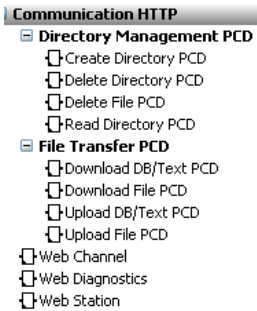 Communication HTTP
Directory Management PCD
Create Directory PCD
Delete Directory PCD
Delete File PCD
Read Directory PCD
File Transfer PCD
Download DB/Text PCD
Download File PCD
Upload DB/Text PCD
Upload File PCD
Web Channel
Web Diagnostics
Web Station